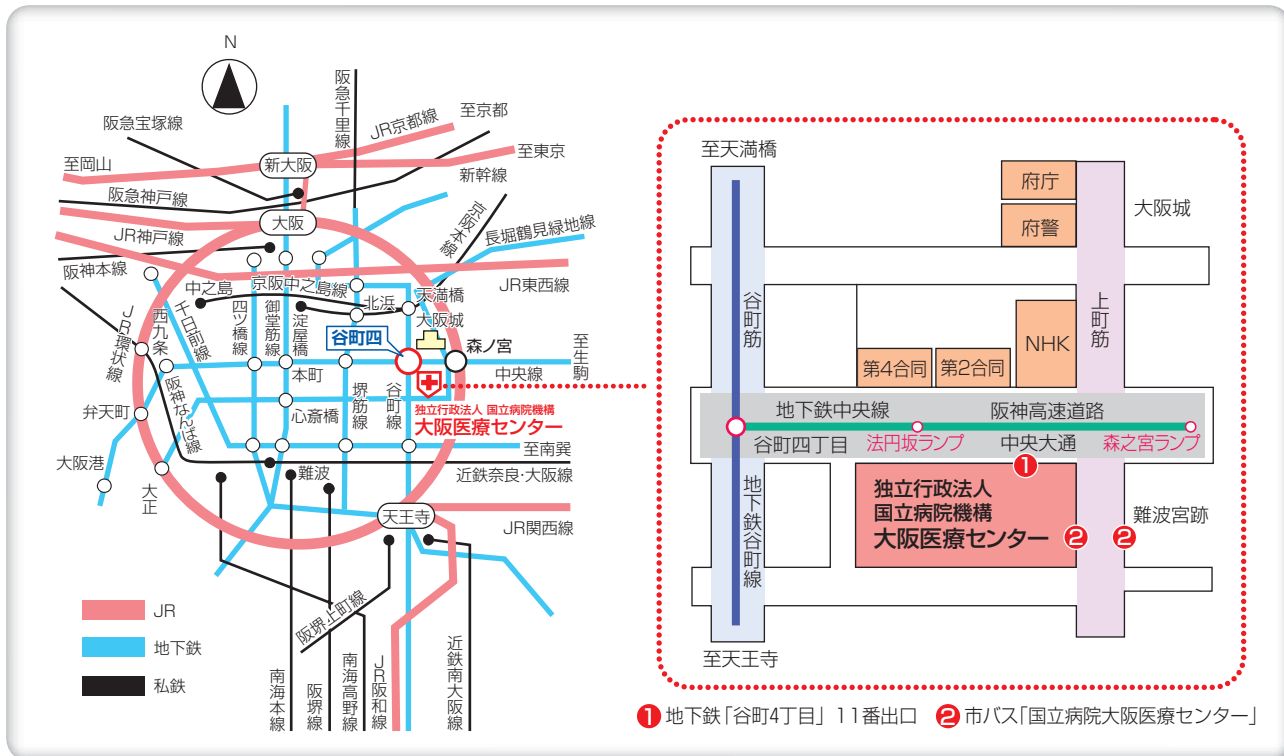 N
阪急千里線
至京都
JR京都線
阪急宝塚線
至東京
至岡山
新大阪
新幹線
阪急神戸線
大阪
京阪本線
長堀鶴見緑地線
JR神戸線
阪神本線
JR東西線
中之島
京阪中之島線
北浜
天満橋
大阪城
JR環状線
西九条
千日前線
四ツ橋線
御堂筋線
淀屋橋
谷町四
森ノ宮
至生駒
本町
中央線
堺筋線
谷町線
阪神なんば線
弁天町
心斎橋
独立行政法人 国立病院機構
大阪医療センター
至南巽
大阪港
難波
近鉄奈良・大阪線
大正
天王寺
JR関西線
JR
地下鉄
私鉄
阪堺上町線
南海本線
阪堺線
南海高野線
JR阪和線
近鉄南大阪線
至天満橋
府庁
府警
大阪城
谷町筋
上町筋
NHK
第4合同
第2合同
地下鉄中央線
阪神高速道路
谷町四丁目
法円坂ランプ
中央大通
森之宮ランプ
1
地下鉄谷町線
独立行政法人
国立病院機構
大阪医療センター
2
2
難波宮跡
至天王寺
1 地下鉄「谷町4丁目」11番出口
2 市バス「国立病院大阪医療センター」